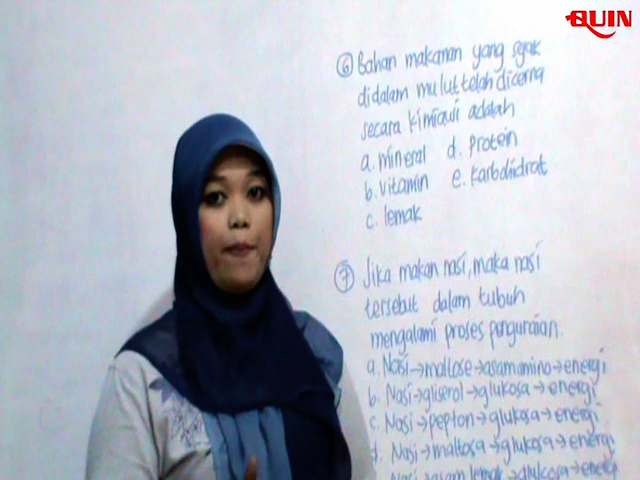 QUIN
6 Bahan makanan yang sejak
didalam mulut telah dicerna
secara kimiawi adalah
a. mineral d. protein
b. vitamin e. karbohidrat
c. lemak
7 Jika makan nasi, maka nasi
tersebut dalam tubuh
mengalami proses penguraian.
a. Nasi→maltose→asam amino→energi
b. Nasi→gliserol→glukosa→energi
c. Nasi→pepton→glukosa→energi
d. Nasi→maltosa→glukosa→energi
Nasi→asam lemak→glukosa→energi